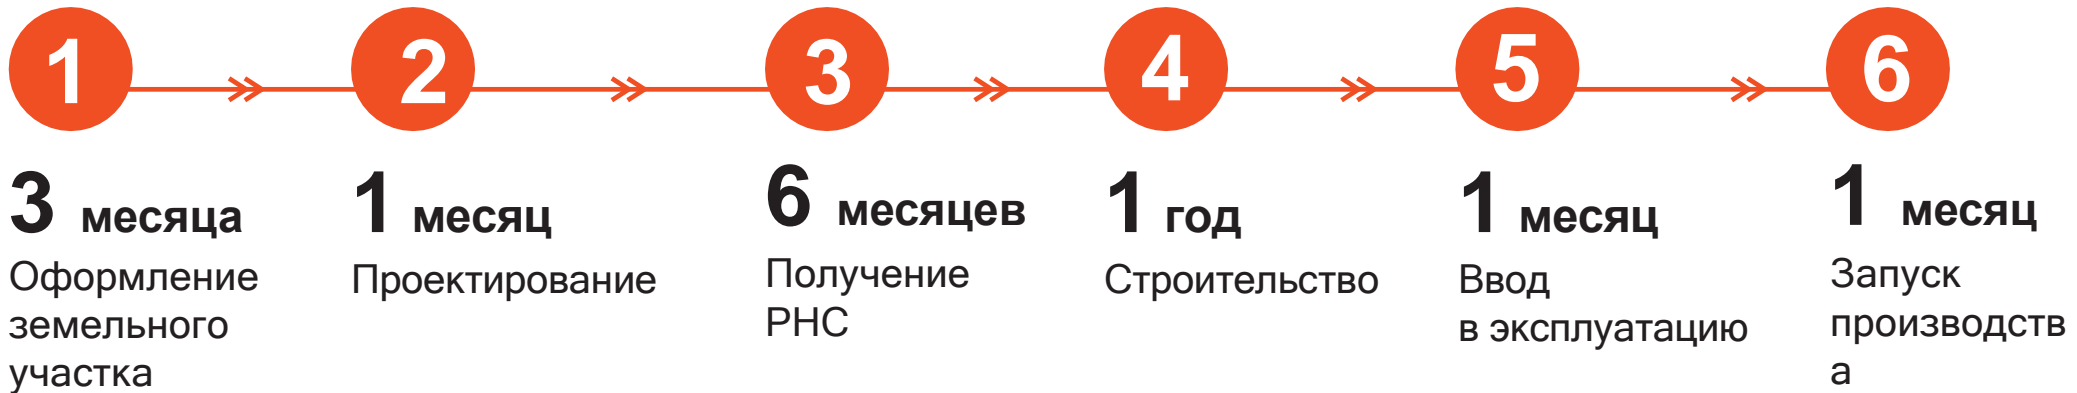 1
2
3
4
5
6
3 месяца
Оформление
земельного
участка
1 месяц
Проектирование
6 месяцев
Получение
РНС
1 год
Строительство
1 месяц
Ввод
в эксплуатацию
1 месяц
Запуск
производств
а